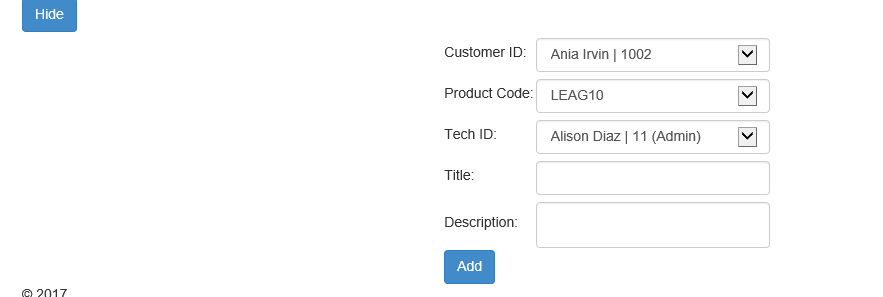 Hide
Customer ID: Ania Irvin | 1002
Product Code: LEAG10
Tech ID: Alison Diaz | 11 (Admin)
Title:
Description:
Add
© 2017